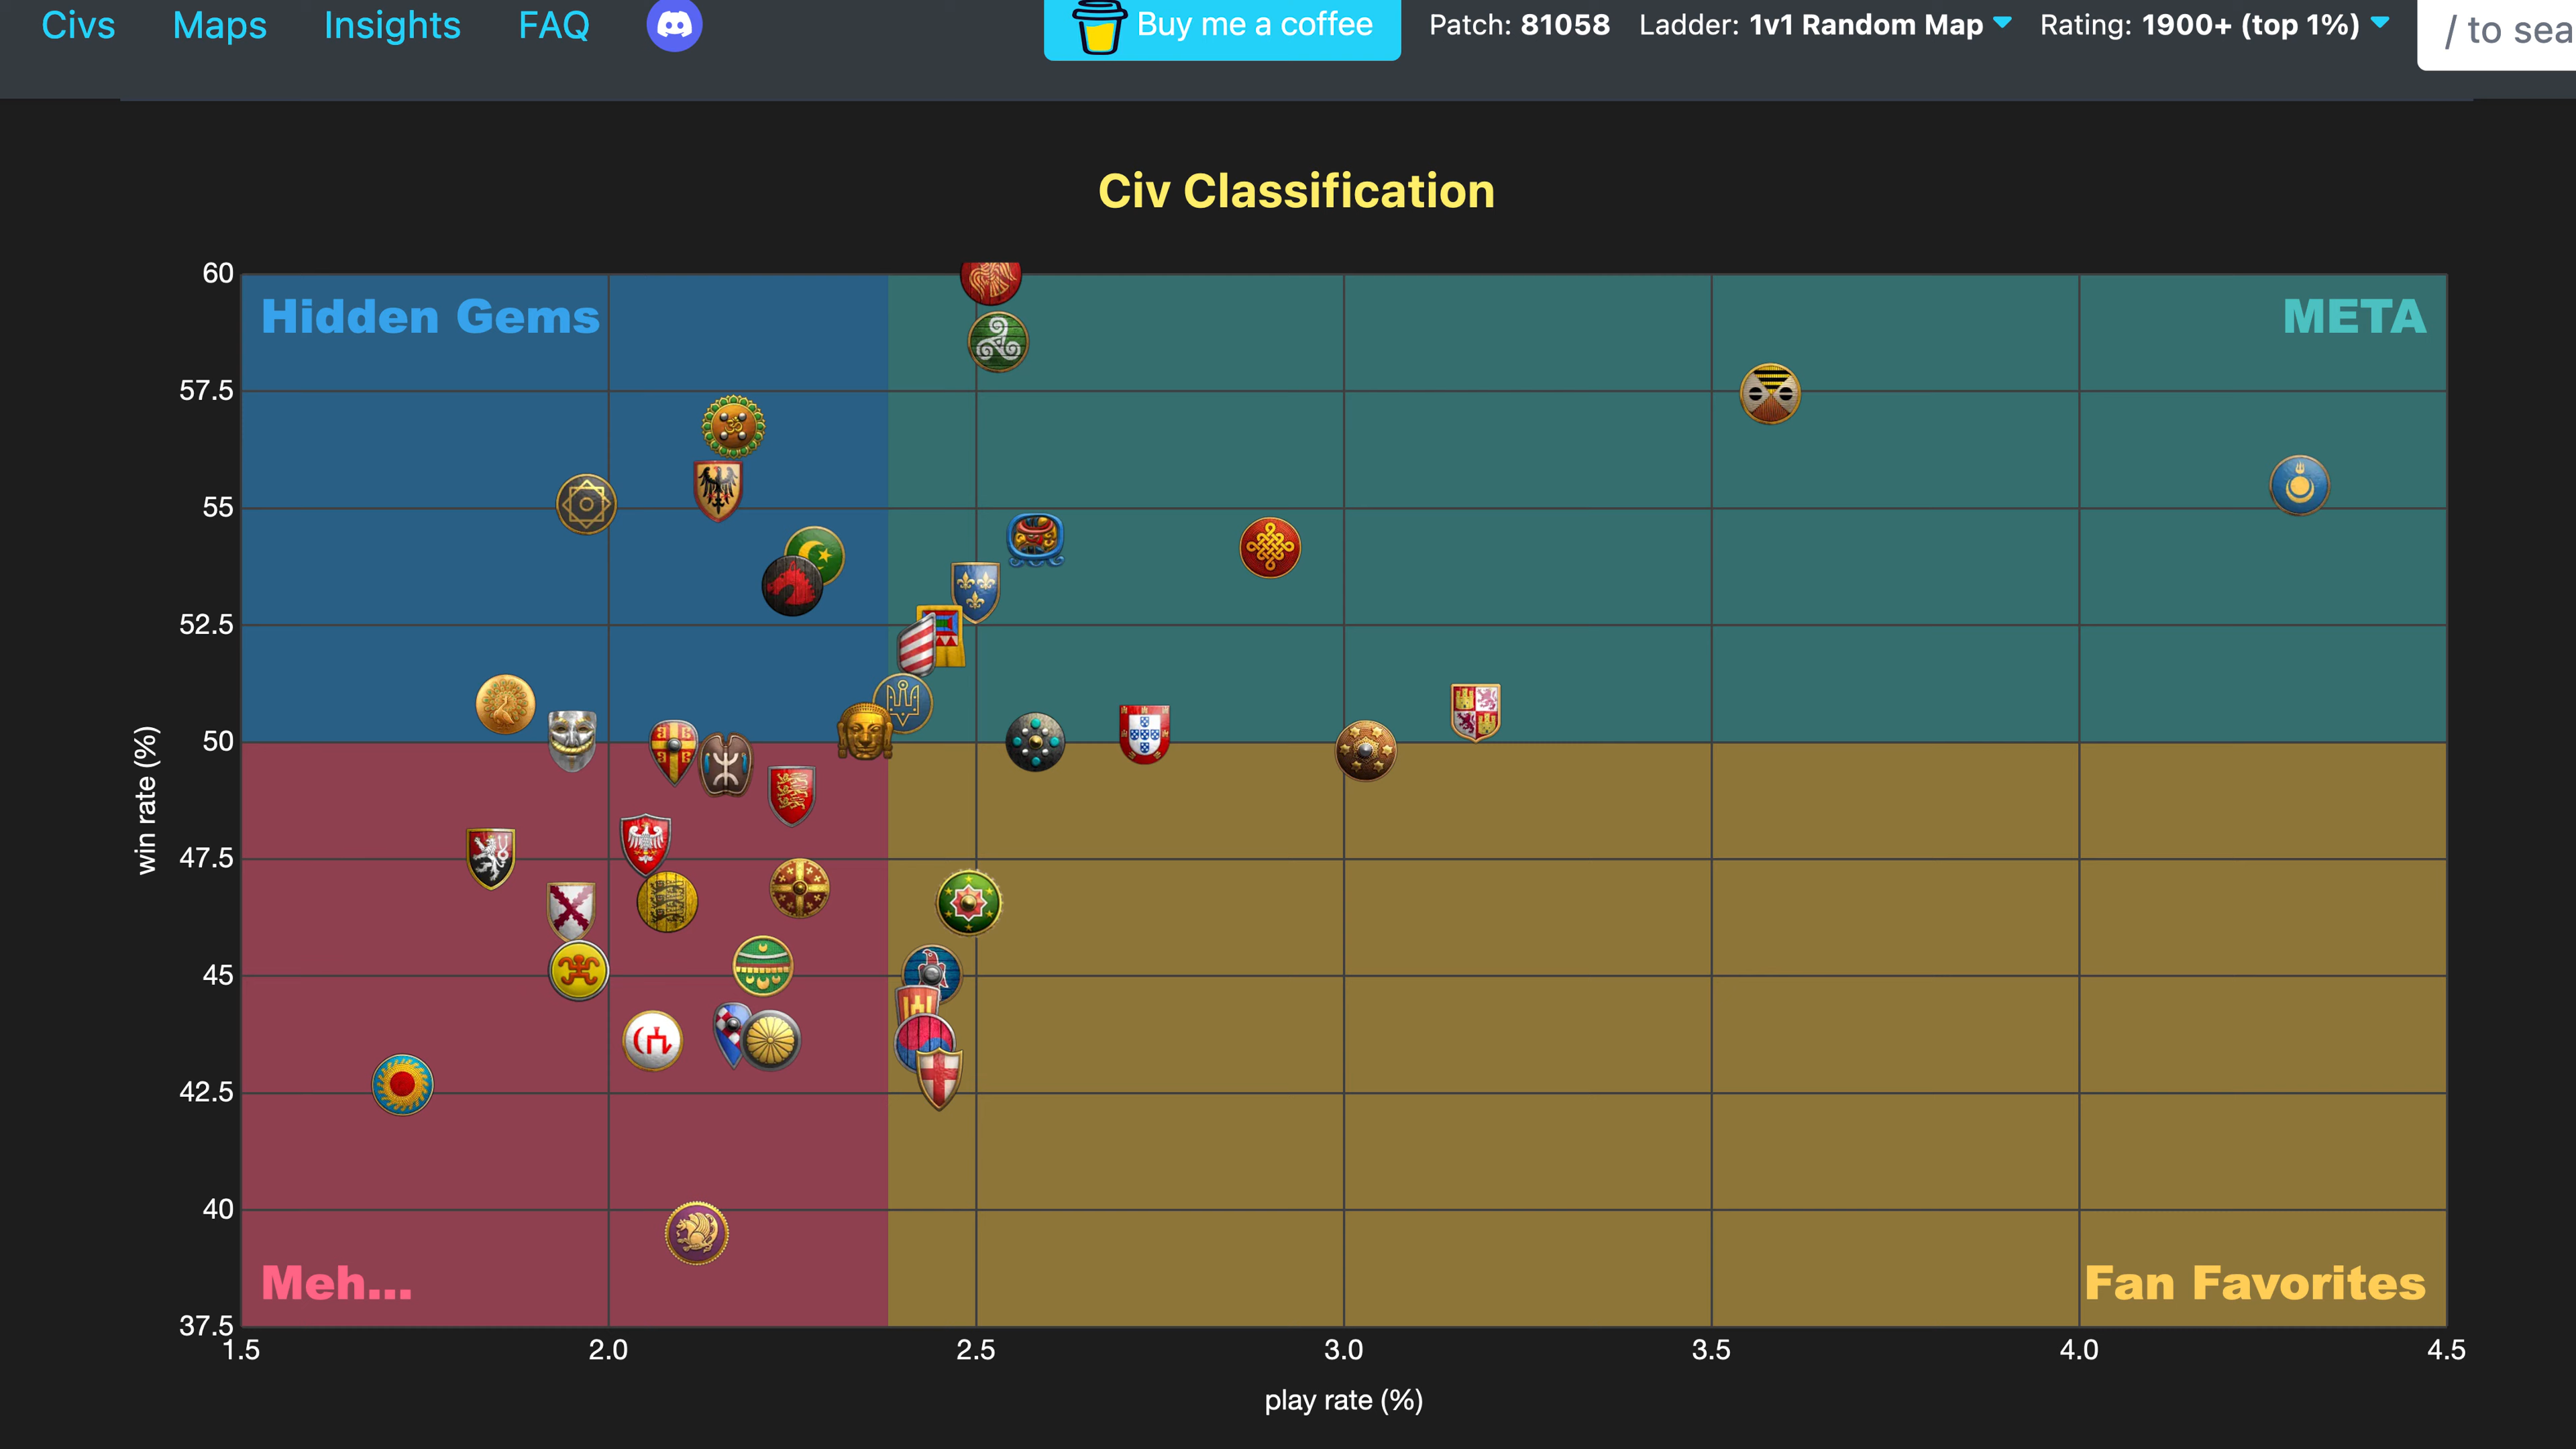 Civs Maps Insights FAQ Buy me a coffee Patch: 81058 Ladder: 1v1 Random Map Rating: 1900+ (top 1%) / to sea
Civ Classification
60
Hidden Gems META
57.5
55
52.5
50
win rate (%)
47.5
45
42.5
40
Meh... Fan Favorites
37.5
1.5 2.0 2.5 3.0 3.5 4.0 4.5
play rate (%)